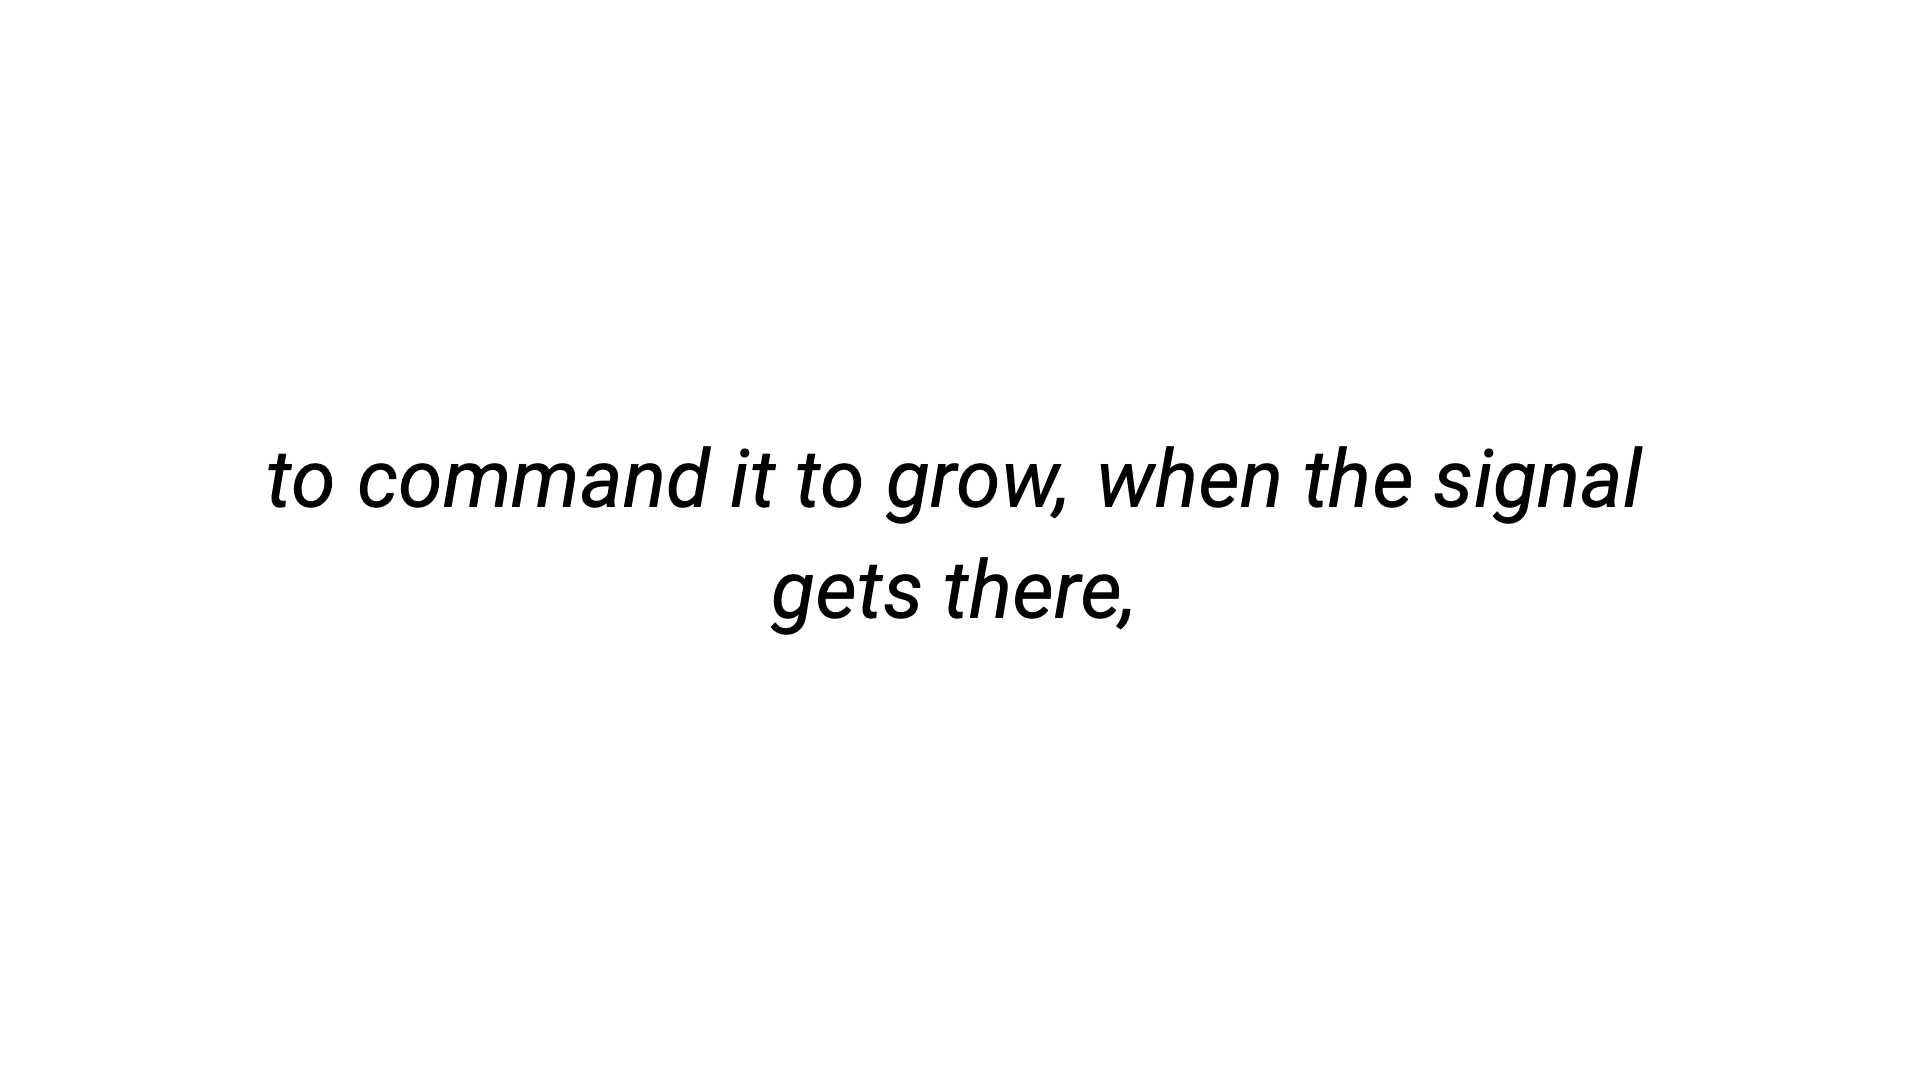 to command it to grow, when the signal
gets there,